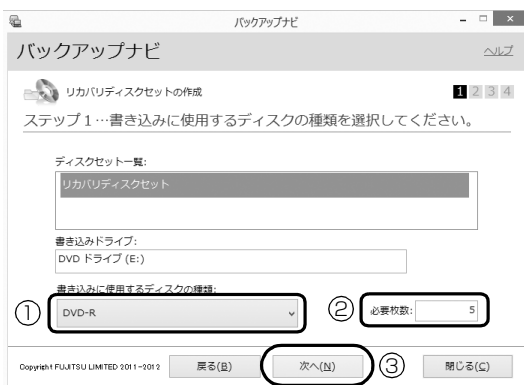 バックアップナビ
バックアップナビ
ヘルプ
リカバリディスクセットの作成
1 2 3 4
ステップ1…書き込みに使用するディスクの種類を選択してください。
ディスクセット一覧:
リカバリディスクセット
書き込みドライブ:
DVD ドライブ (E:)
書き込みに使用するディスクの種類:
① DVD-R
② 必要枚数: 5
Copyright FUJITSU LIMITED 2011-2012
戻る(B)
次へ(N)
③
閉じる(C)